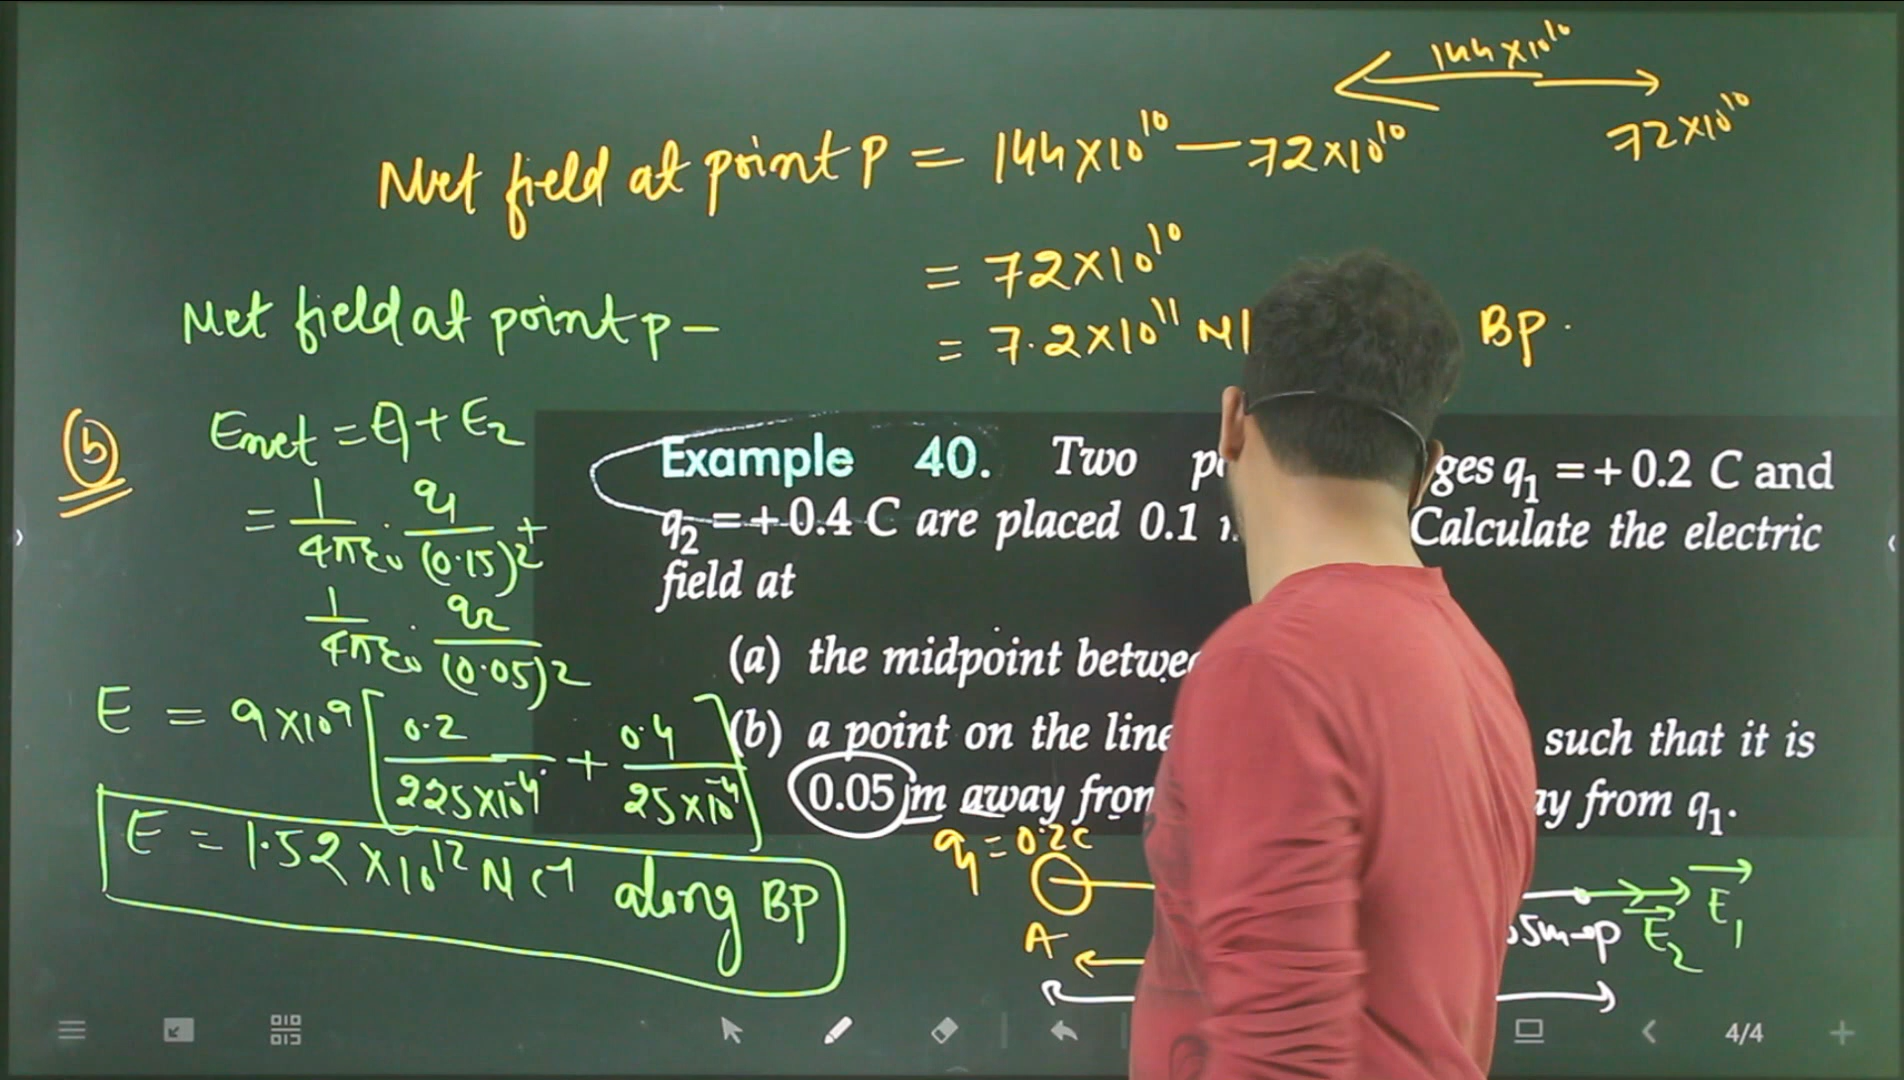 144×10¹⁰
72×10¹⁰
Net field at point P = 144×10¹⁰ − 72×10¹⁰
= 72×10¹⁰
= 7.2×10¹¹ N BP.
Net field at point p −
(b)
Enet = E1 + E2
= 1/4πε₀ . q1/(0.15)² +
1/4πε₀ . q2/(0.05)²
E = 9×10⁹ [0.2/225×10⁻⁴ + 0.4/25×10⁻⁴]
E = 1.52×10¹² N C⁻¹ along BP
Example 40. Two ges q₁ = + 0.2 C and
q₂ = + 0.4 C are placed 0.1 Calculate the electric
field at
(a) the midpoint betwee
(b) a point on the line such that it is
0.05 m away from ay from q₁.
q1 = 0.2C
A
5m p E₂ E₁
4/4